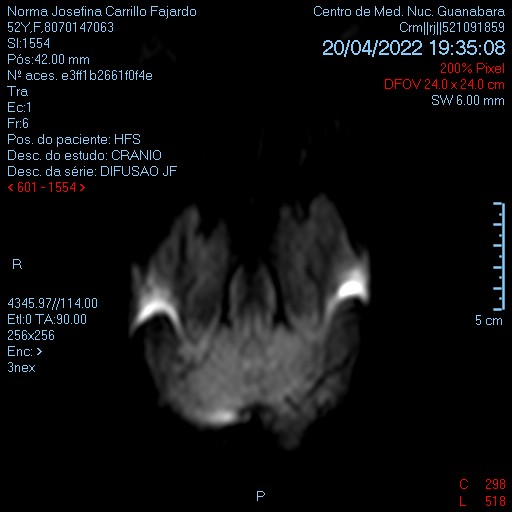 Norma Josefina Carrillo Fajardo
52Y,F,8070147063
Sl:1554
Pós:42.00 mm
Nº aces. e3ff1b2661f0f4e
Tra
Ec:1
Fr:6
Pos. do paciente: HFS
Desc. do estudo: CRANIO
Desc. da série: DIFUSAO JF
< 601 - 1554 >
Centro de Med. Nuc. Guanabara
Crm||rj||521091859
20/04/2022 19:35:08
200% Pixel
DFOV 24.0 x 24.0 cm
SW 6.00 mm
R
4345.97//114.00
Etl:0 TA:90.00
256x256
Enc: >
3nex
5 cm
P
C 298
L 518